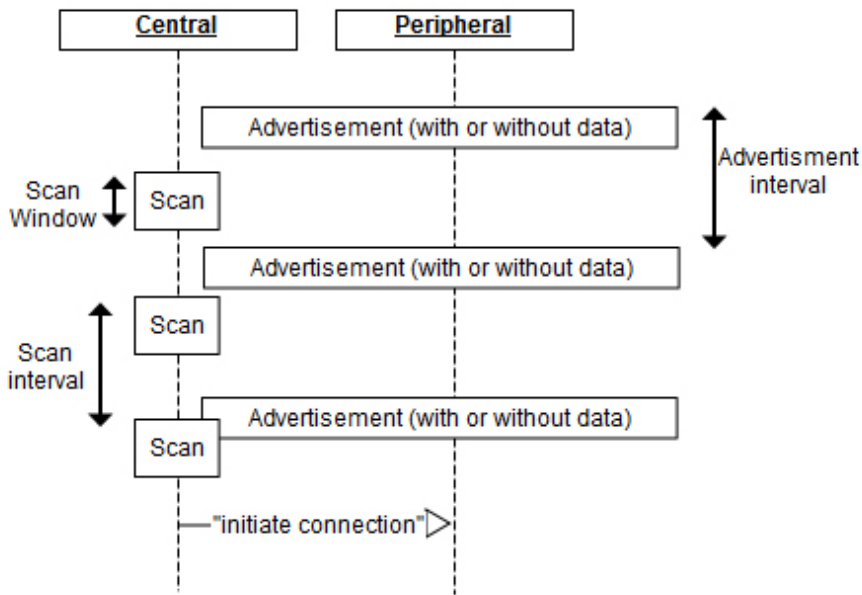 Central
Peripheral
Advertisement (with or without data)
Advertisment
interval
Scan
Window
Scan
Advertisement (with or without data)
Scan
Scan
interval
Advertisement (with or without data)
Scan
"initiate connection"